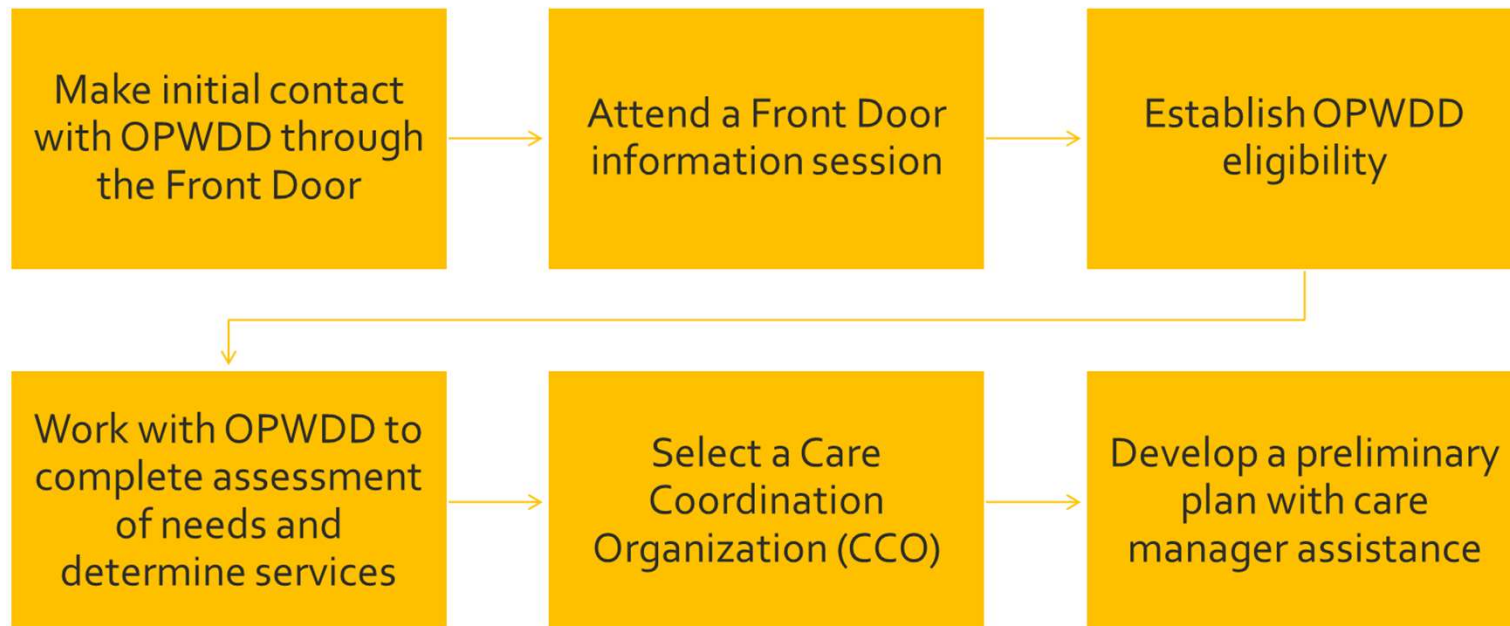 Make initial contact
with OPWDD through
the Front Door
Attend a Front Door
information session
Establish OPWDD
eligibility
Work with OPWDD to
complete assessment
of needs and
determine services
Select a Care
Coordination
Organization (CCO)
Develop a preliminary
plan with care
manager assistance